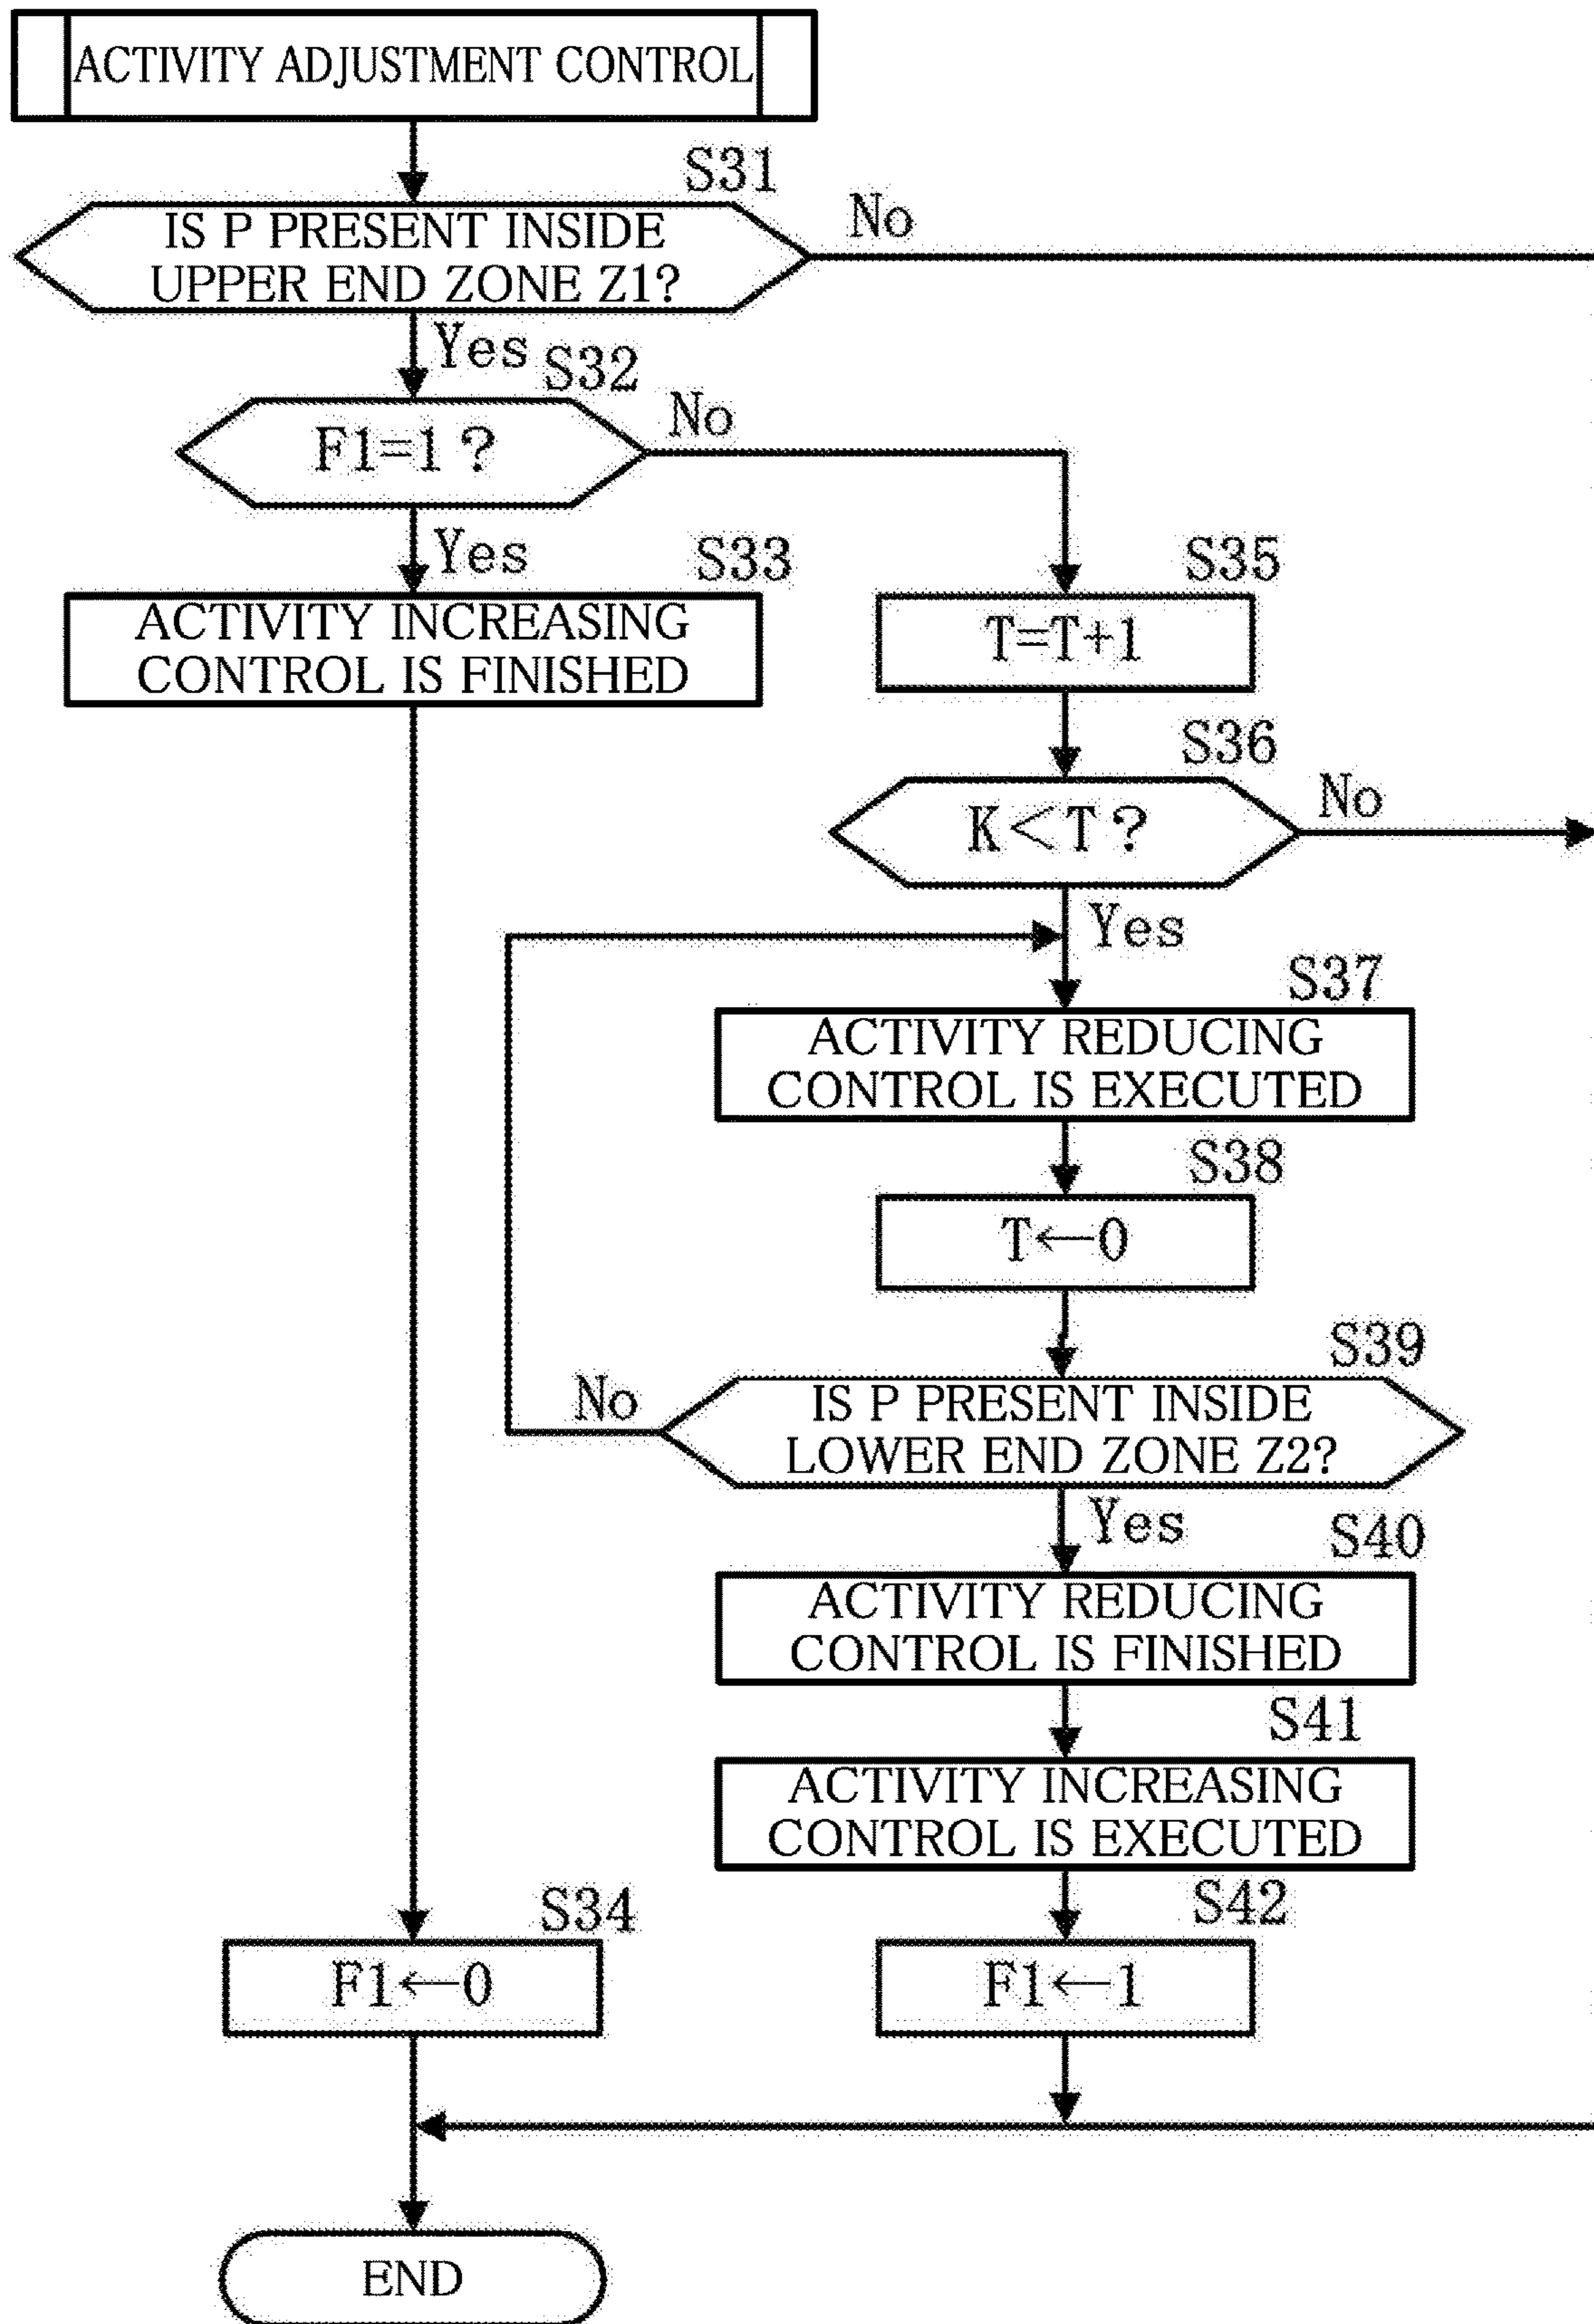 ACTIVITY ADJUSTMENT CONTROL
S31
IS P PRESENT INSIDE
UPPER END ZONE Z1?
No
Yes
S32
F1=1?
No
Yes
S33
ACTIVITY INCREASING
CONTROL IS FINISHED
S35
T=T+1
S36
K<T?
No
Yes
S37
ACTIVITY REDUCING
CONTROL IS EXECUTED
S38
T←0
S39
IS P PRESENT INSIDE
LOWER END ZONE Z2?
No
Yes
S40
ACTIVITY REDUCING
CONTROL IS FINISHED
S41
ACTIVITY INCREASING
CONTROL IS EXECUTED
S42
F1←1
S34
F1←0
END